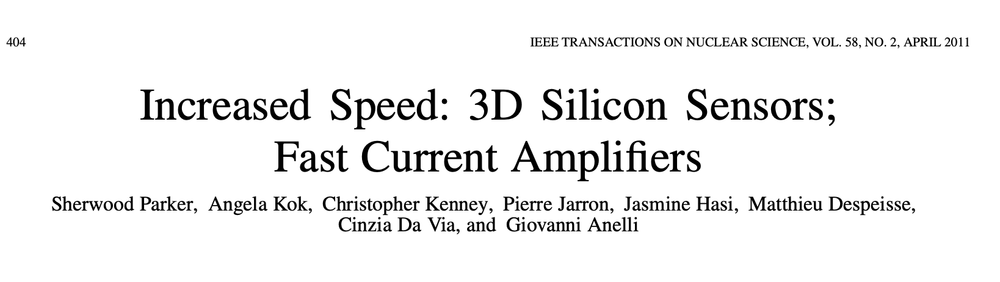 404
IEEE TRANSACTIONS ON NUCLEAR SCIENCE, VOL. 58, NO. 2, APRIL 2011
Increased Speed: 3D Silicon Sensors;
Fast Current Amplifiers
Sherwood Parker, Angela Kok, Christopher Kenney, Pierre Jarron, Jasmine Hasi, Matthieu Despeisse,
Cinzia Da Via, and Giovanni Anelli